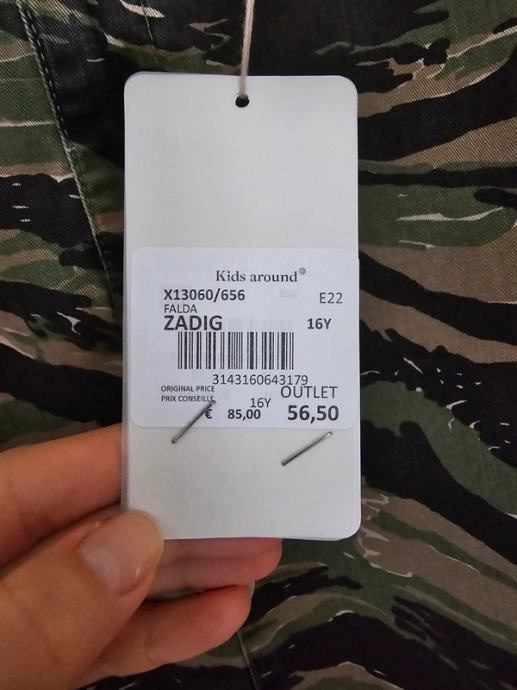 Kids around®
X13060/656 E22
FALDA
ZADIG 16Y
3143160643179
ORIGINAL PRICE OUTLET
PRIX CONSEILLE 16Y
€ 85,00 56,50